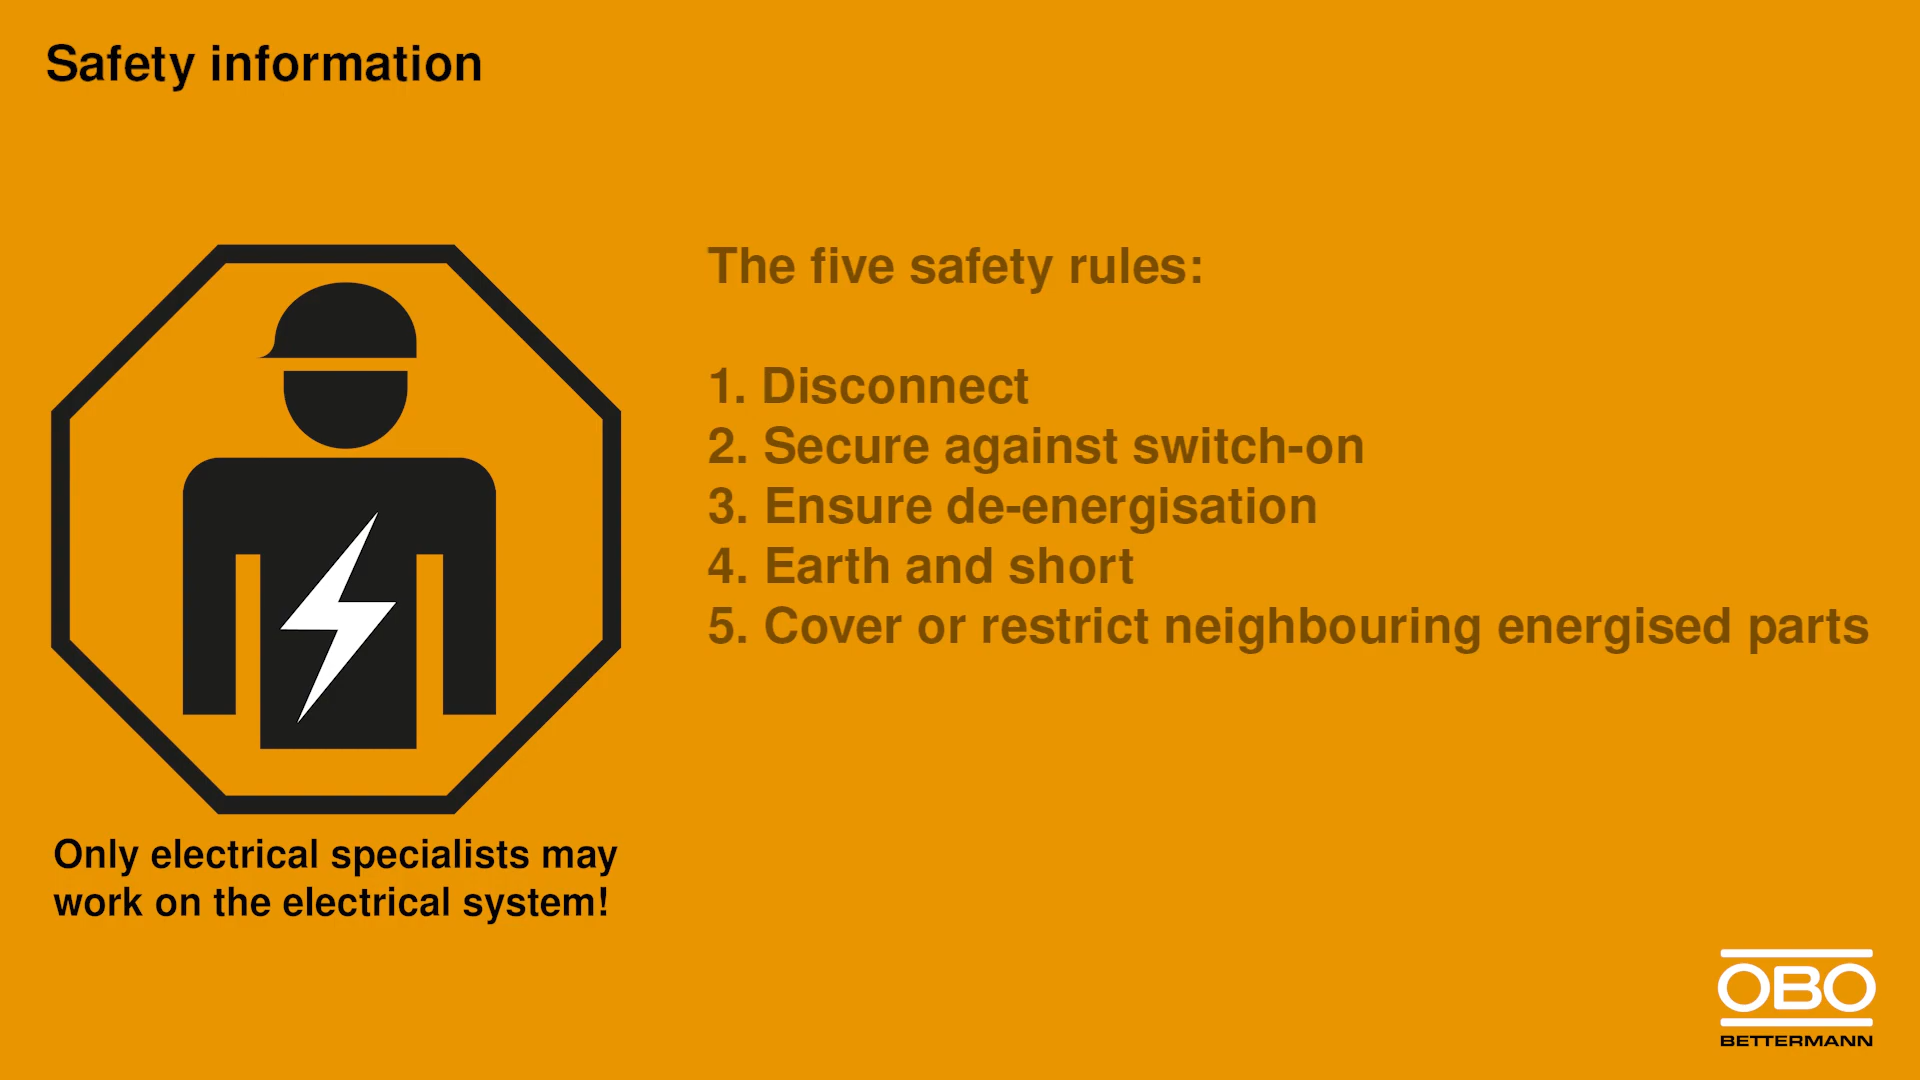 Safety information
The five safety rules:
1. Disconnect
2. Secure against switch-on
3. Ensure de-energisation
4. Earth and short
5. Cover or restrict neighbouring energised parts
Only electrical specialists may
work on the electrical system!
OBO
BETTERMANN